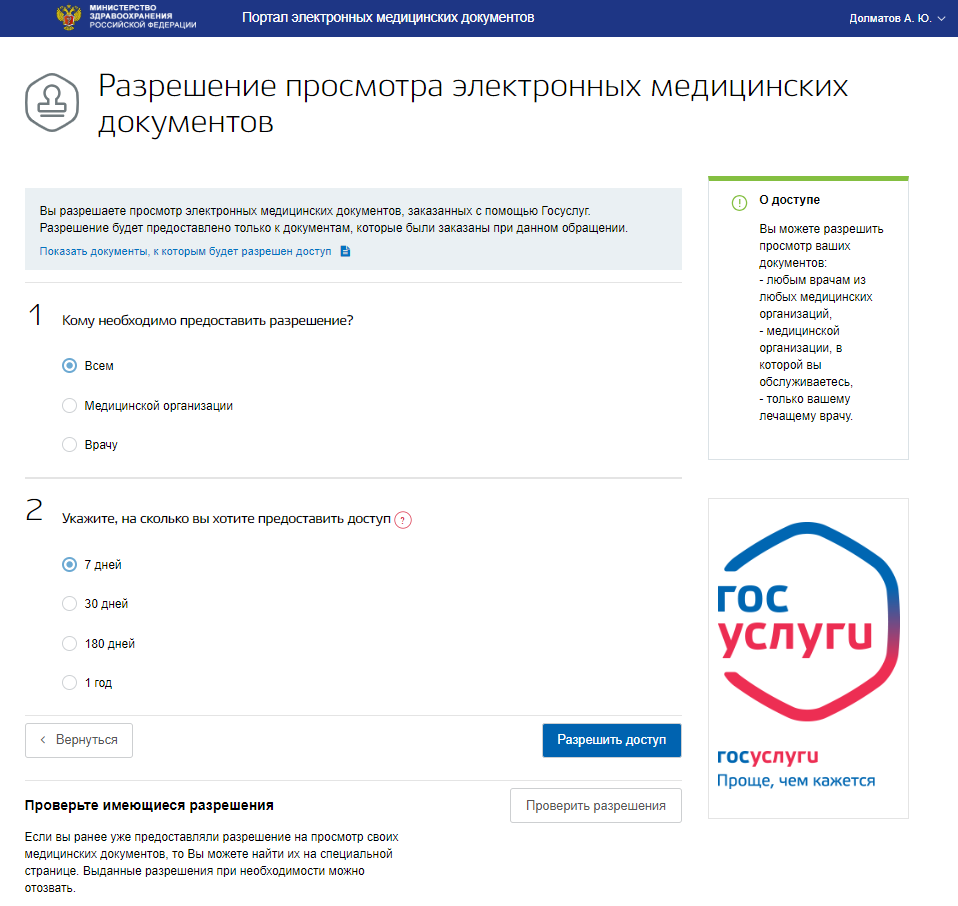 МИНИСТЕРСТВО
ЗДРАВООХРАНЕНИЯ
РОССИЙСКОЙ ФЕДЕРАЦИИ
Портал электронных медицинских документов
Долматов А. Ю.
Разрешение просмотра электронных медицинских
документов
Вы разрешаете просмотр электронных медицинских документов, заказанных с помощью Госуслуг.
Разрешение будет предоставлено только к документам, которые были заказаны при данном обращении.
Показать документы, к которым будет разрешен доступ
1 Кому необходимо предоставить разрешение?
Всем
Медицинской организации
Врачу
2 Укажите, на сколько вы хотите предоставить доступ ?
7 дней
30 дней
180 дней
1 год
Вернуться
Разрешить доступ
Проверьте имеющиеся разрешения
Проверить разрешения
Если вы ранее уже предоставляли разрешение на просмотр своих
медицинских документов, то Вы можете найти их на специальной
странице. Выданные разрешения при необходимости можно
отозвать.
! О доступе
Вы можете разрешить
просмотр ваших
документов:
- любым врачам из
любых медицинских
организаций,
- медицинской
организации, в
которой вы
обслуживаетесь,
- только вашему
лечащему врачу.
гос
услуги
госуслуги
Проще, чем кажется